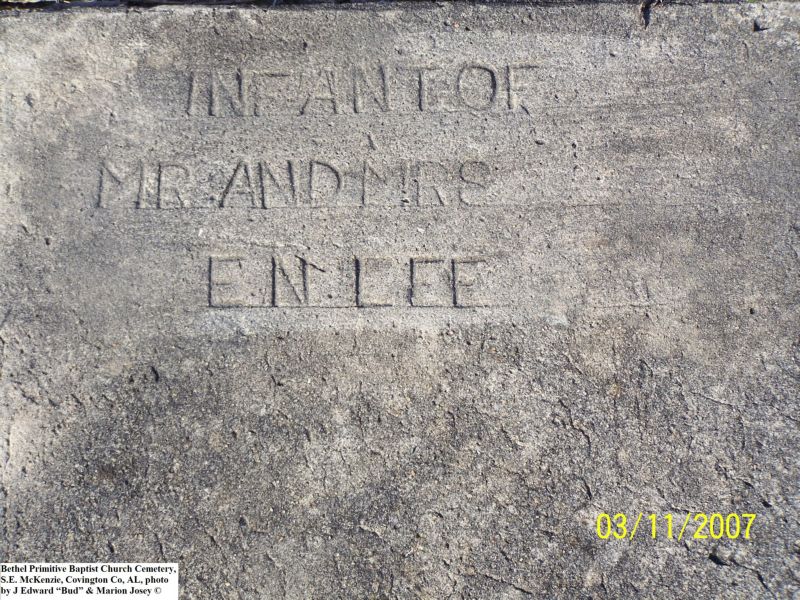 INFANT OF
MR. AND MRS
E. N. LEE
03/11/2007
Bethel Primitive Baptist Church Cemetery,
S.E. McKenzie, Covington Co, AL, photo
by J Edward “Bud” & Marion Josey ©